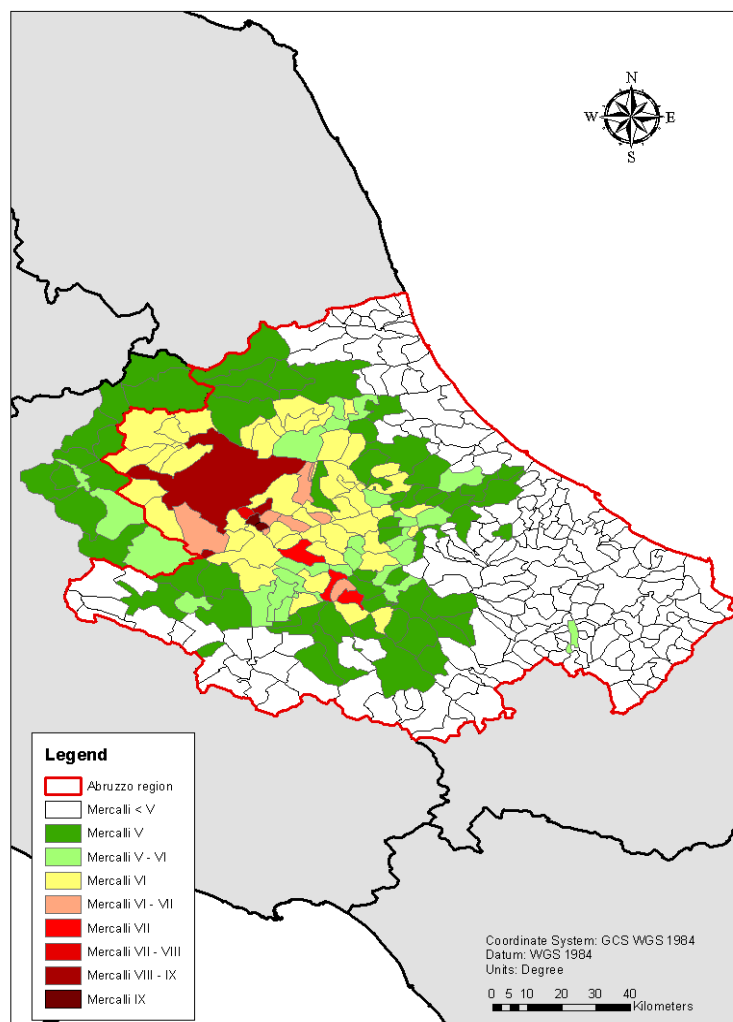 N
W E
S
Legend
Abruzzo region
Mercalli < V
Mercalli V
Mercalli V - VI
Mercalli VI
Mercalli VI - VII
Mercalli VII
Mercalli VII - VIII
Mercalli VIII - IX
Mercalli IX
Coordinate System: GCS WGS 1984
Datum: WGS 1984
Units: Degree
0 5 10 20 30 40
Kilometers